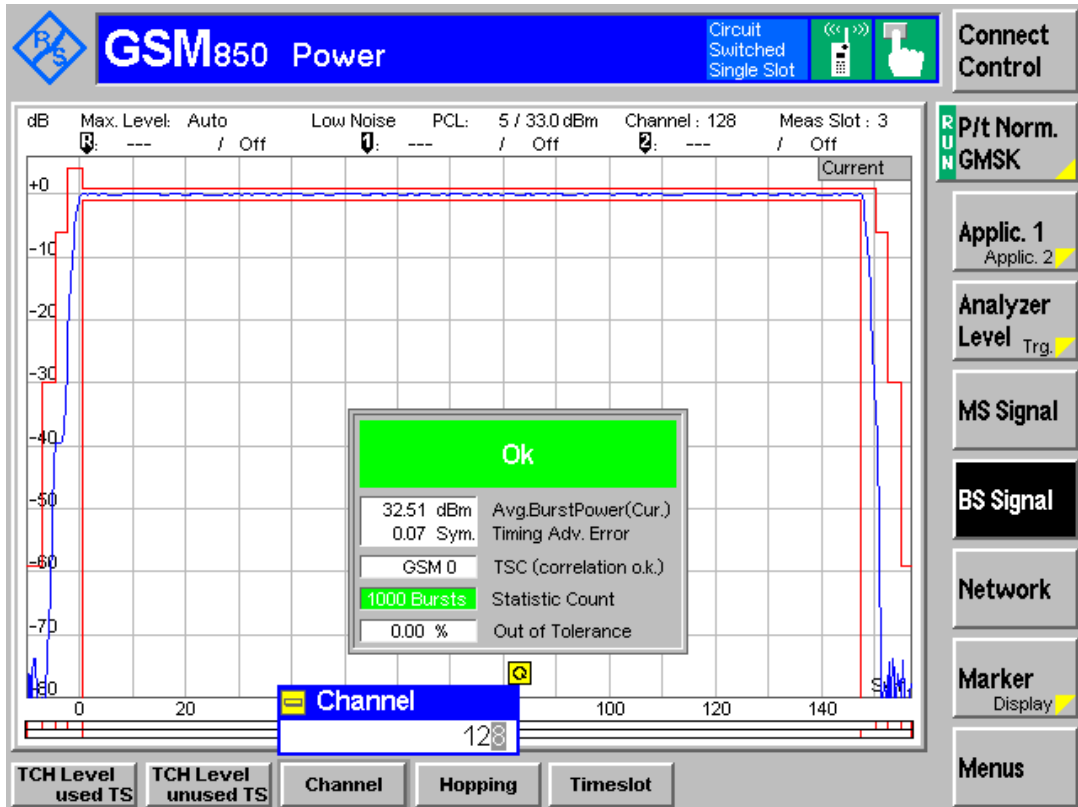 R/S
GSM850 Power
Circuit Switched Single Slot
Connect Control
dB Max. Level: Auto Low Noise PCL: 5 / 33.0 dBm Channel : 128 Meas Slot : 3
R: --- / Off 1: --- / Off 2: --- / Off
RUN
P/t Norm. GMSK
Current
+0
-10
-20
-30
-40
-50
-60
-70
-80
Applic. 1
Applic. 2
Analyzer Level Trg.
MS Signal
BS Signal
Network
Marker
Display
Menus
Ok
32.51 dBm Avg.BurstPower(Cur.)
0.07 Sym. Timing Adv. Error
GSM 0 TSC (correlation o.k.)
1000 Bursts Statistic Count
0.00 % Out of Tolerance
0 20 100 120 140
Channel
128
TCH Level used TS
TCH Level unused TS
Channel
Hopping
Timeslot